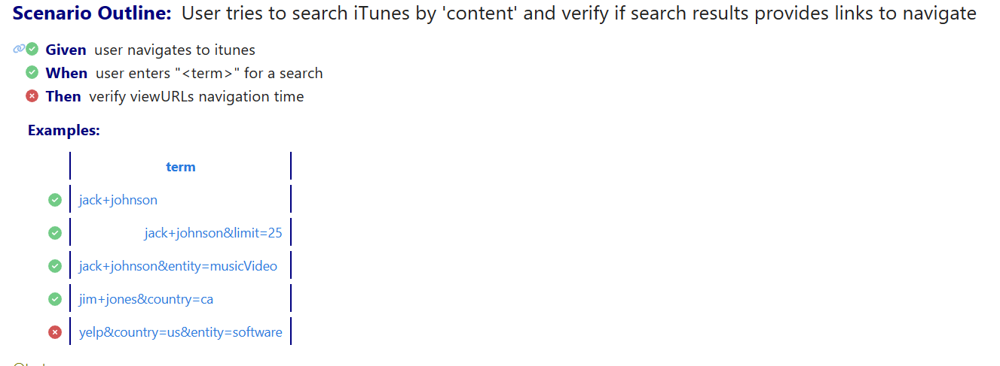 Scenario Outline: User tries to search iTunes by 'content' and verify if search results provides links to navigate
Given user navigates to itunes
When user enters "<term>" for a search
Then verify viewURLs navigation time
Examples:
term
jack+johnson
jack+johnson&limit=25
jack+johnson&entity=musicVideo
jim+jones&country=ca
yelp&country=us&entity=software